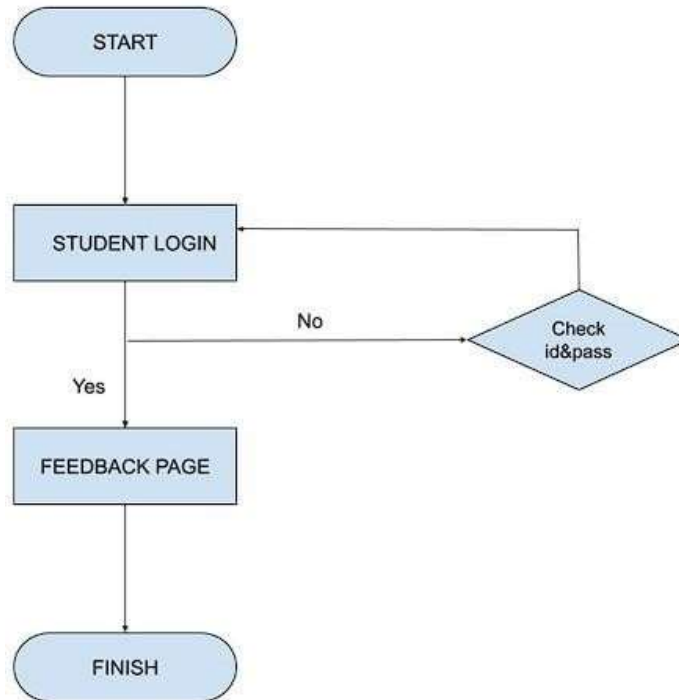 START
STUDENT LOGIN
No
Check
id&pass
Yes
FEEDBACK PAGE
FINISH